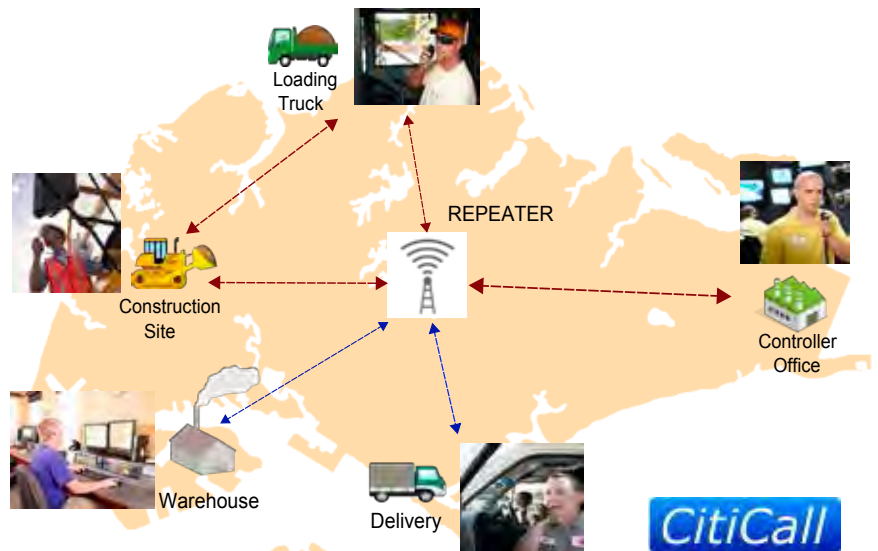 Loading
Truck
REPEATER
Construction
Site
Controller
Office
Warehouse
Delivery
CitiCall